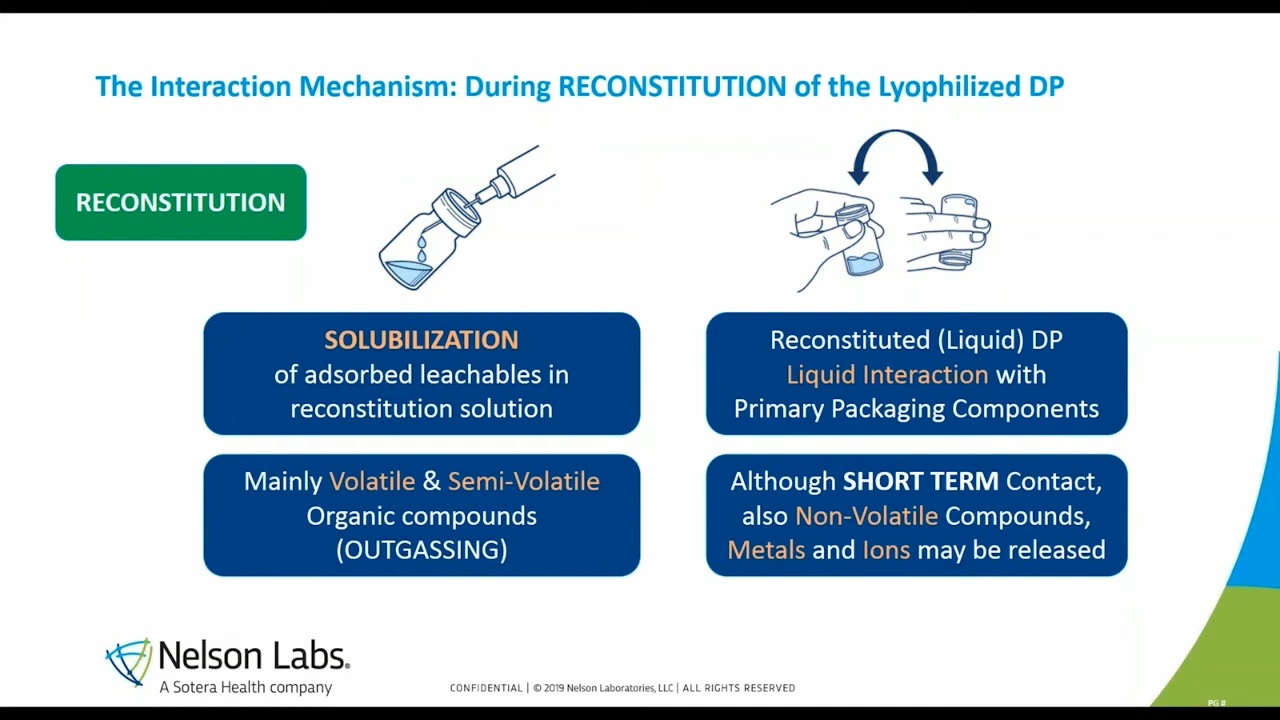 The Interaction Mechanism: During RECONSTITUTION of the Lyophilized DP
RECONSTITUTION
SOLUBILIZATION
of adsorbed leachables in
reconstitution solution
Reconstituted (Liquid) DP
Liquid Interaction with
Primary Packaging Components
Mainly Volatile & Semi-Volatile
Organic compounds
(OUTGASSING)
Although SHORT TERM Contact,
also Non-Volatile Compounds,
Metals and Ions may be released
Nelson Labs®
A Sotera Health company
CONFIDENTIAL | © 2019 Nelson Laboratories, LLC | ALL RIGHTS RESERVED
PG #